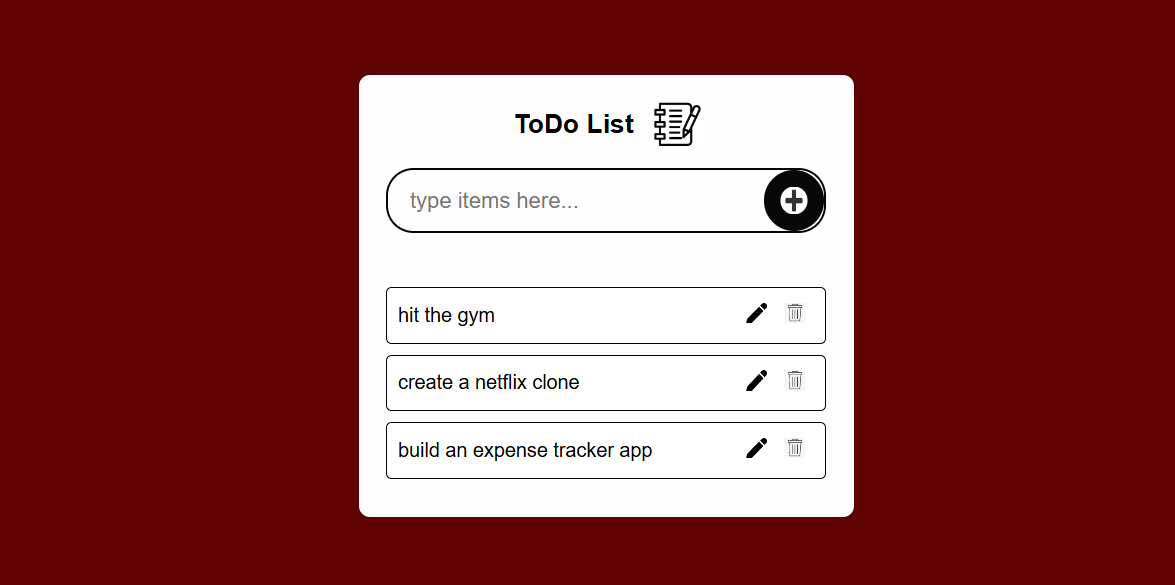 ToDo List
type items here...
hit the gym
create a netflix clone
build an expense tracker app